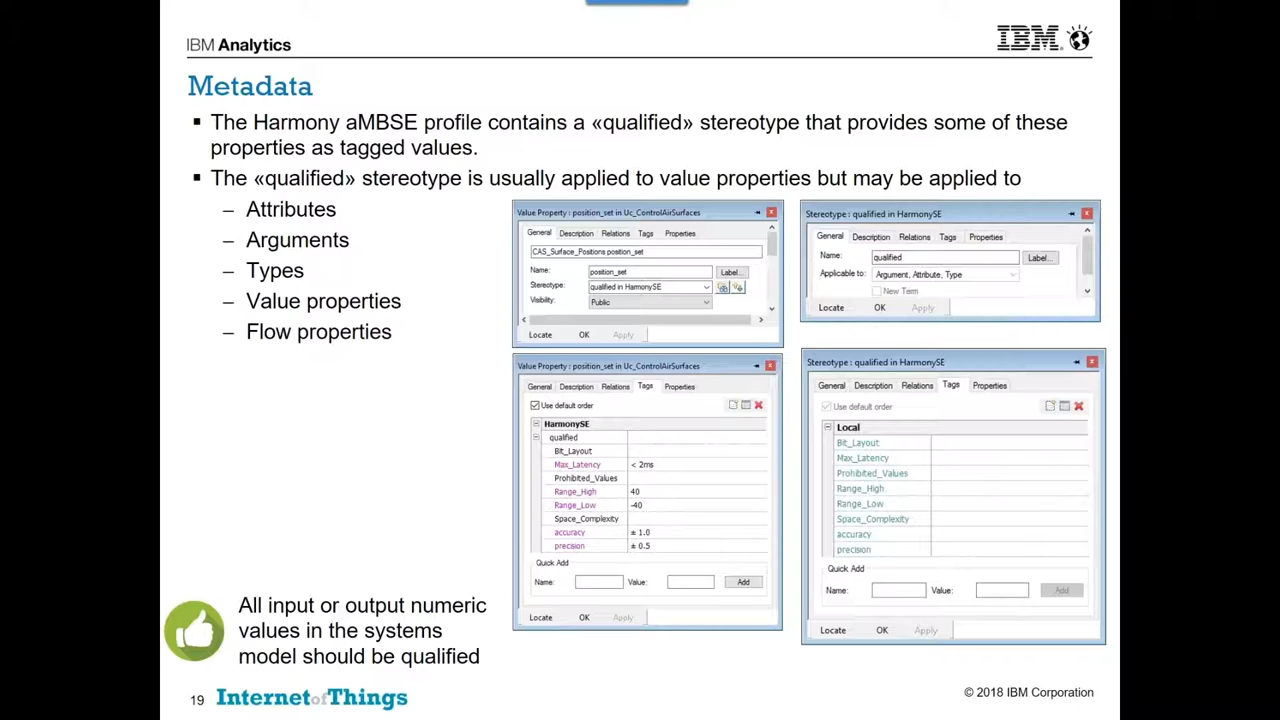 IBM Analytics
IBM
Metadata
▪ The Harmony aMBSE profile contains a «qualified» stereotype that provides some of these
properties as tagged values.
▪ The «qualified» stereotype is usually applied to value properties but may be applied to
– Attributes
– Arguments
– Types
– Value properties
– Flow properties
Value Property : position_set in Uc_ControlAirSurfaces
General Description Relations Tags Properties
CAS_Surface_Positions position_set
Name: position_set Label...
Stereotype: qualified in HarmonySE
Visibility: Public
Locate OK Apply
Stereotype : qualified in HarmonySE
General Description Relations Tags Properties
Name: qualified Label...
Applicable to: Argument, Attribute, Type
New Term
Locate OK Apply
Value Property : position_set in Uc_ControlAirSurfaces
General Description Relations Tags Properties
Use default order
HarmonySE
qualified
Bit_Layout
Max_Latency < 2ms
Prohibited_Values
Range_High 40
Range_Low -40
Space_Complexity
accuracy ± 1.0
precision ± 0.5
Quick Add
Name: Value: Add
Locate OK Apply
Stereotype : qualified in HarmonySE
General Description Relations Tags Properties
Use default order
Local
Bit_Layout
Max_Latency
Prohibited_Values
Range_High
Range_Low
Space_Complexity
accuracy
precision
Quick Add
Name: Value: Add
Locate OK Apply
All input or output numeric
values in the systems
model should be qualified
19 Internet of Things
© 2018 IBM Corporation